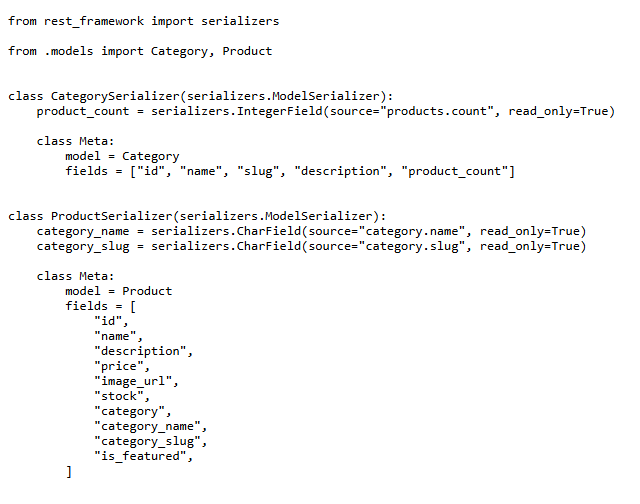 from rest_framework import serializers

from .models import Category, Product


class CategorySerializer(serializers.ModelSerializer):
    product_count = serializers.IntegerField(source="products.count", read_only=True)

    class Meta:
        model = Category
        fields = ["id", "name", "slug", "description", "product_count"]


class ProductSerializer(serializers.ModelSerializer):
    category_name = serializers.CharField(source="category.name", read_only=True)
    category_slug = serializers.CharField(source="category.slug", read_only=True)

    class Meta:
        model = Product
        fields = [
            "id",
            "name",
            "description",
            "price",
            "image_url",
            "stock",
            "category",
            "category_name",
            "category_slug",
            "is_featured",
        ]